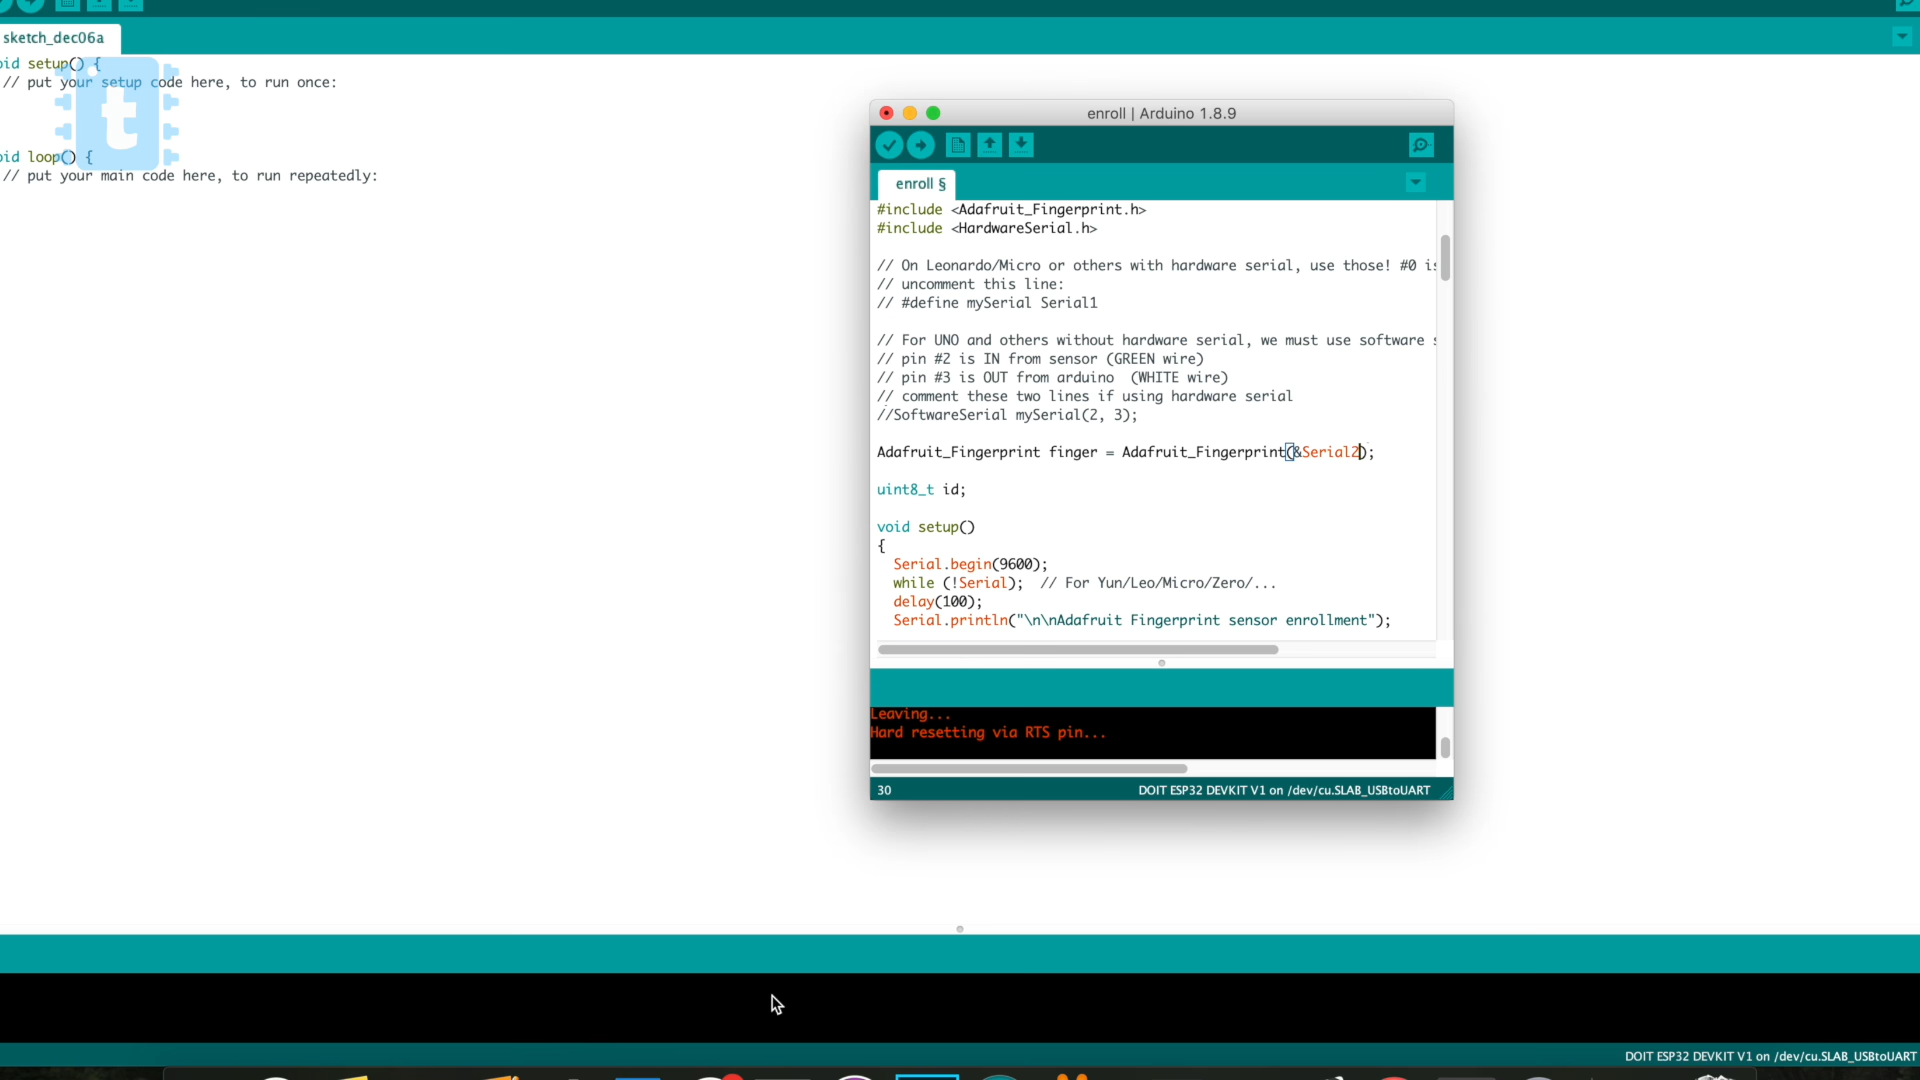 sketch_dec06a
oid setup() {
// put your setup code here, to run once:
t
oid loop() {
// put your main code here, to run repeatedly:
enroll | Arduino 1.8.9
enroll §
#include <Adafruit_Fingerprint.h>
#include <HardwareSerial.h>
// On Leonardo/Micro or others with hardware serial, use those! #0 is
// uncomment this line:
// #define mySerial Serial1
// For UNO and others without hardware serial, we must use software s
// pin #2 is IN from sensor (GREEN wire)
// pin #3 is OUT from arduino  (WHITE wire)
// comment these two lines if using hardware serial
//SoftwareSerial mySerial(2, 3);
Adafruit_Fingerprint finger = Adafruit_Fingerprint(&Serial2);
uint8_t id;
void setup()
{
Serial.begin(9600);
while (!Serial);  // For Yun/Leo/Micro/Zero/...
delay(100);
Serial.println("\n\nAdafruit Fingerprint sensor enrollment");
Leaving...
Hard resetting via RTS pin...
30
DOIT ESP32 DEVKIT V1 on /dev/cu.SLAB_USBtoUART
DOIT ESP32 DEVKIT V1 on /dev/cu.SLAB_USBtoUART